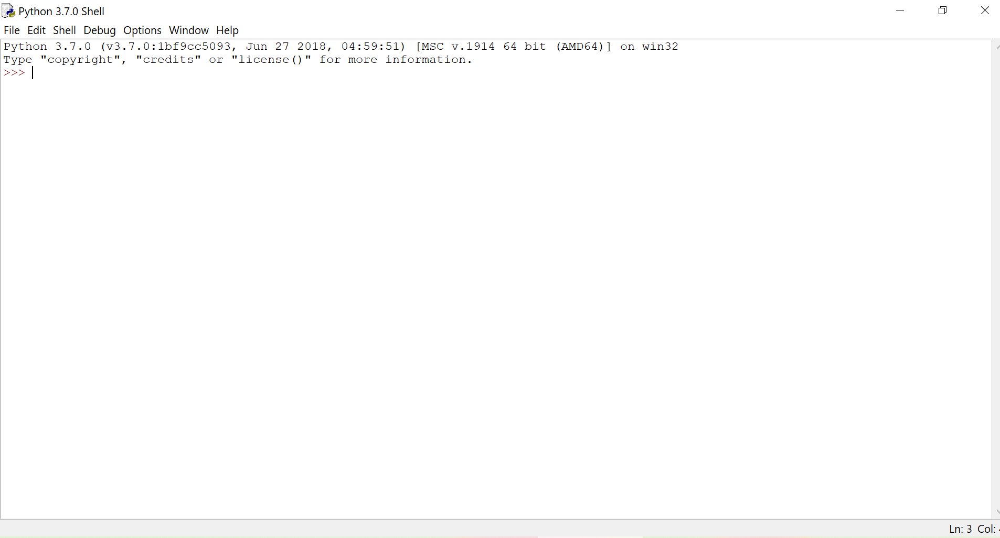 Python 3.7.0 Shell
File Edit Shell Debug Options Window Help
Python 3.7.0 (v3.7.0:1bf9cc5093, Jun 27 2018, 04:59:51) [MSC v.1914 64 bit (AMD64)] on win32
Type "copyright", "credits" or "license()" for more information.
>>>
Ln: 3 Col: